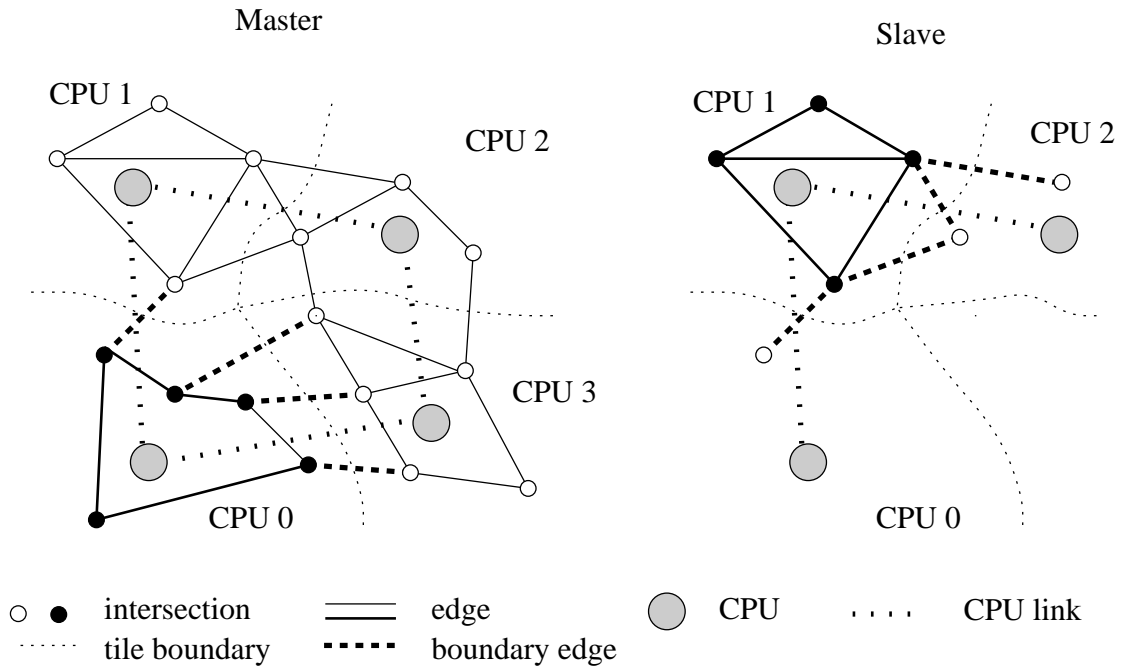 Master
Slave
CPU 1
CPU 2
CPU 3
CPU 0
CPU 1
CPU 2
CPU 0
intersection
edge
CPU
CPU link
tile boundary
boundary edge